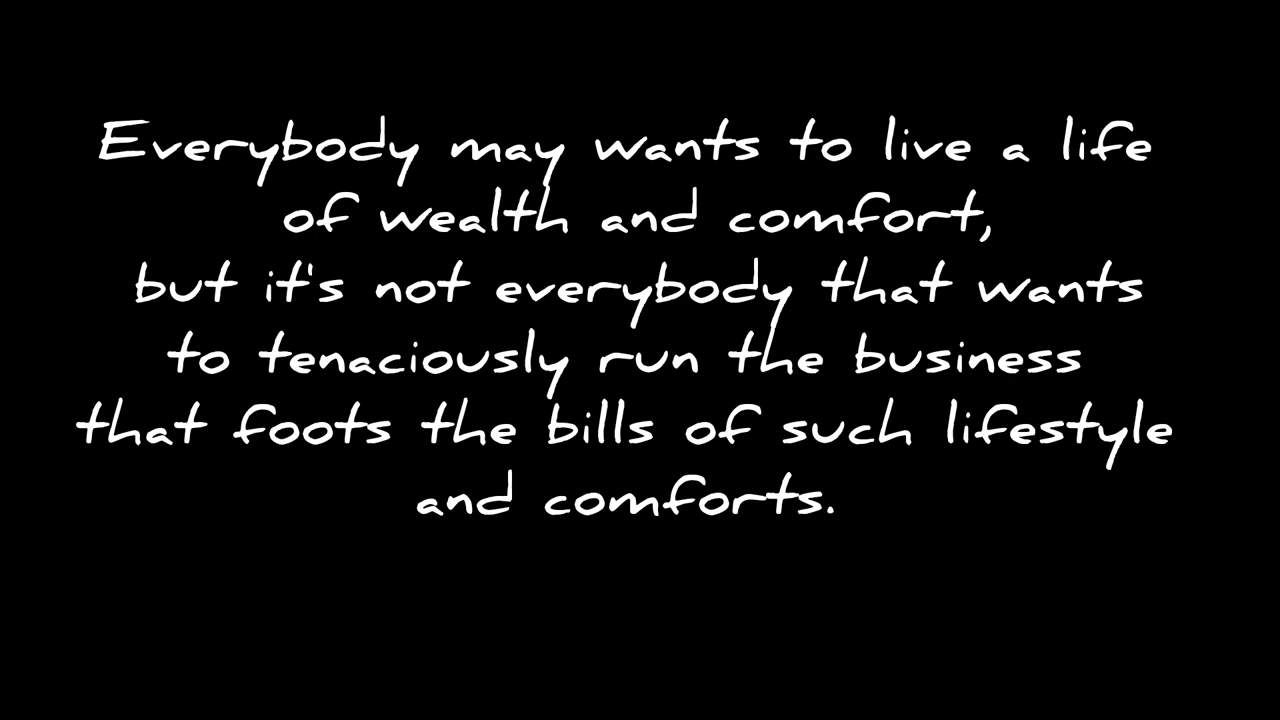 Everybody may wants to live a life
of wealth and comfort,
but it's not everybody that wants
to tenaciously run the business
that foots the bills of such lifestyle
and comforts.